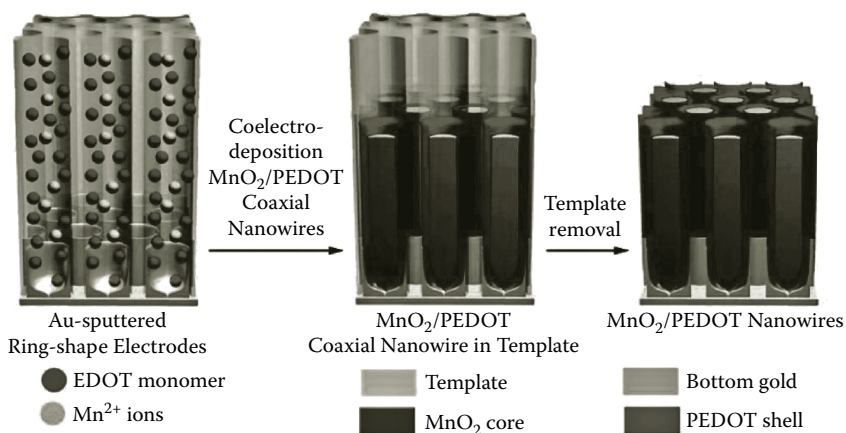 Coelectro-
deposition
MnO₂/PEDOT
Coaxial
Nanowires
Template
removal
Au-sputtered
Ring-shape Electrodes
MnO₂/PEDOT
Coaxial Nanowire in Template
MnO₂/PEDOT Nanowires
EDOT monomer
Mn²⁺ ions
Template
MnO₂ core
Bottom gold
PEDOT shell